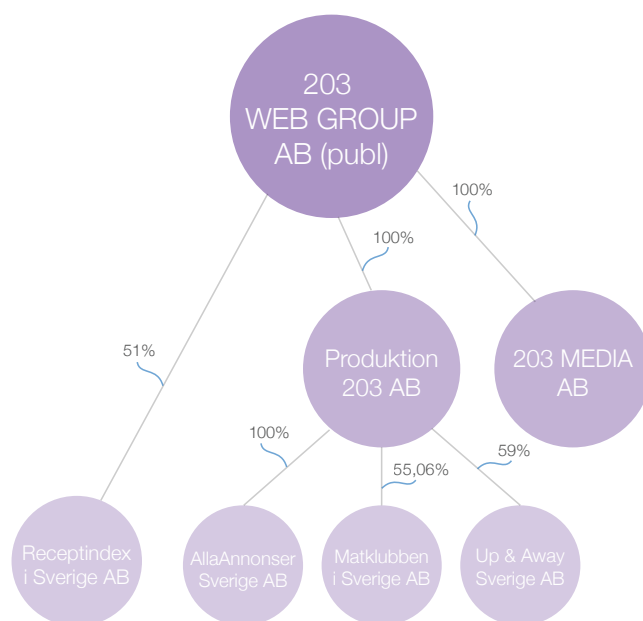 203
WEB GROUP
AB (publ)
100%
100%
51%
Produktion
203 AB
203 MEDIA
AB
100%
55,06%
59%
Receptindex
i Sverige AB
AllaAnnonser
Sverige AB
Matklubben
i Sverige AB
Up & Away
Sverige AB